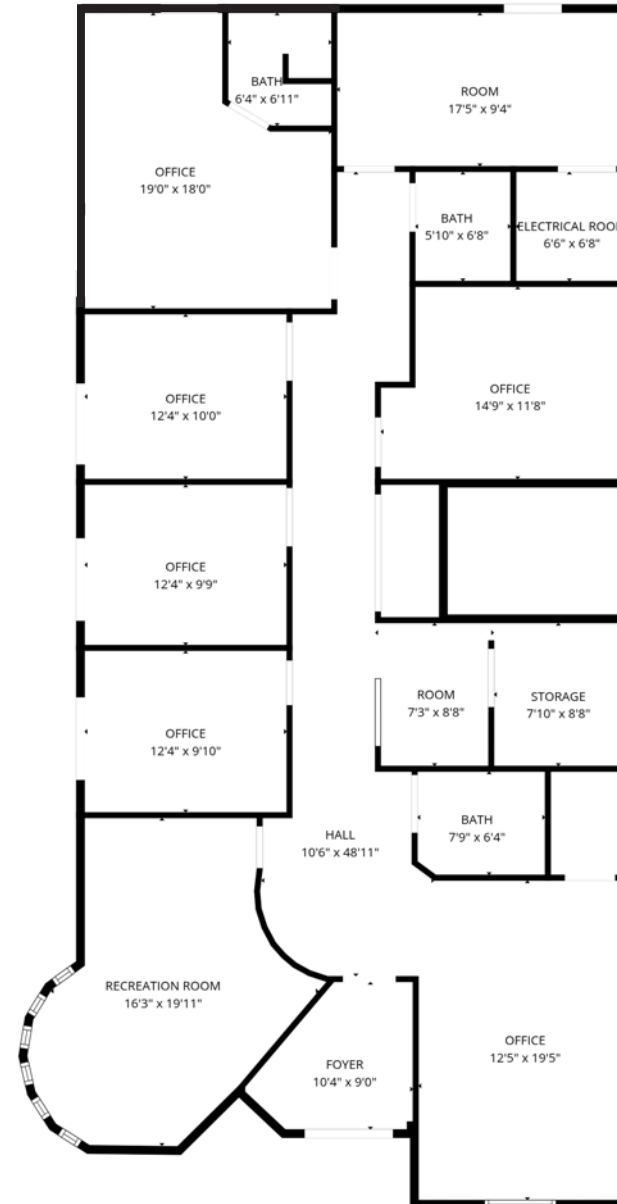 BATH
6'4" x 6'11"
ROOM
17'5" x 9'4"
OFFICE
19'0" x 18'0"
BATH
5'10" x 6'8"
ELECTRICAL ROOM
6'6" x 6'8"
OFFICE
12'4" x 10'0"
OFFICE
14'9" x 11'8"
OFFICE
12'4" x 9'9"
ROOM
7'3" x 8'8"
STORAGE
7'10" x 8'8"
OFFICE
12'4" x 9'10"
BATH
7'9" x 6'4"
HALL
10'6" x 48'11"
RECREATION ROOM
16'3" x 19'11"
FOYER
10'4" x 9'0"
OFFICE
12'5" x 19'5"